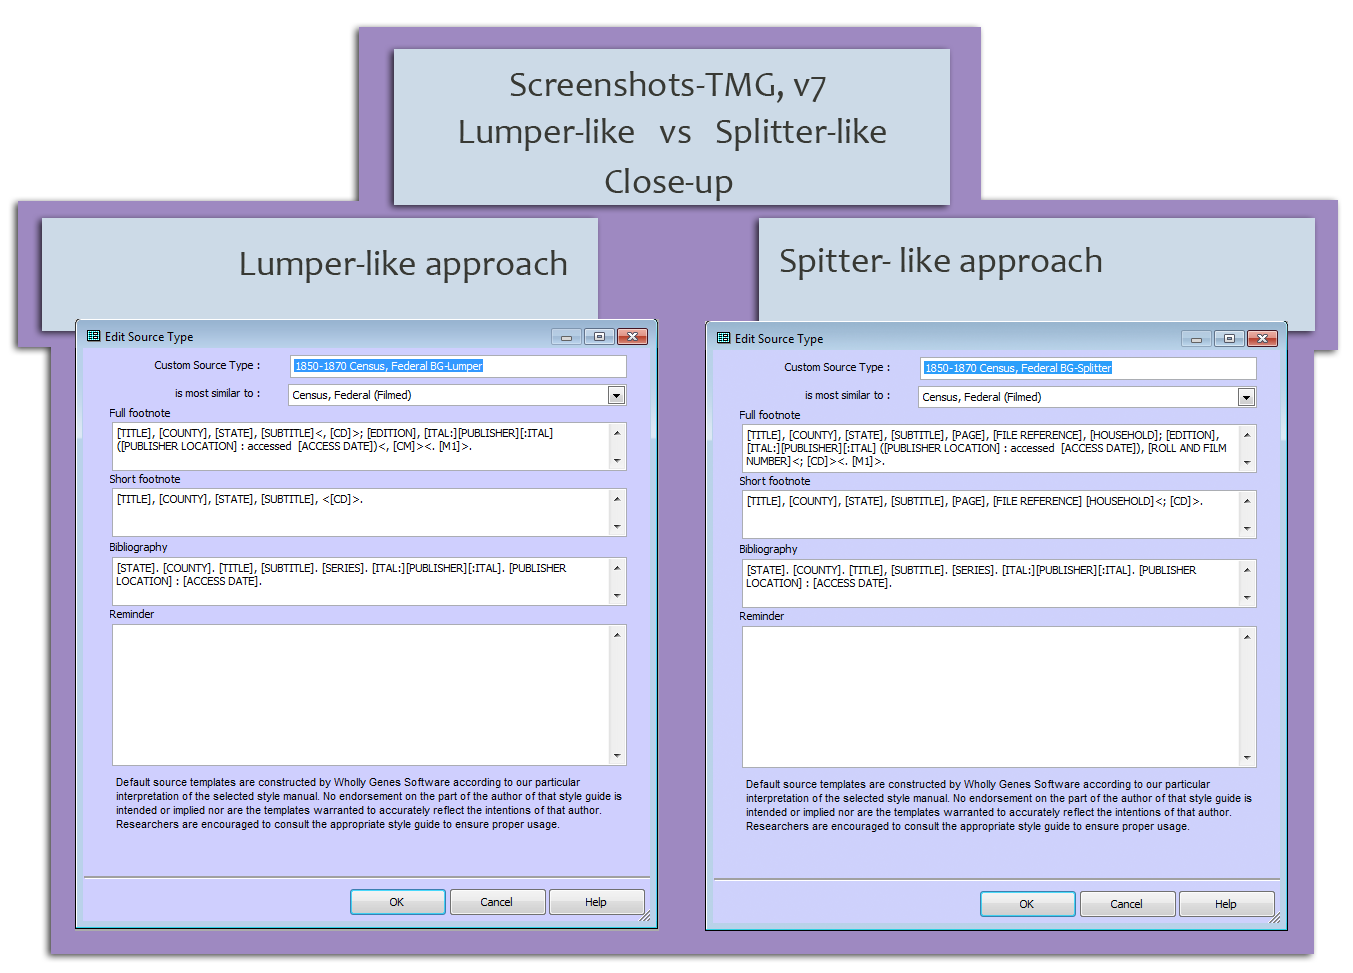 Screenshots-TMG, v7
Lumper-like vs Splitter-like
Close-up
Lumper-like approach
Edit Source Type
Custom Source Type :
1850-1870 Census, Federal BG-Lumper
is most similar to :
Census, Federal (Filmed)
Full footnote
[TITLE], [COUNTY], [STATE], [SUBTITLE]<, [CD]>; [EDITION], [ITAL:][PUBLISHER][:ITAL]
([PUBLISHER LOCATION] : accessed [ACCESS DATE])<, [CM]><. [M1]>.
Short footnote
[TITLE], [COUNTY], [STATE], [SUBTITLE], <[CD]>.
Bibliography
[STATE]. [COUNTY]. [TITLE], [SUBTITLE]. [SERIES]. [ITAL:][PUBLISHER][:ITAL]. [PUBLISHER
LOCATION] : [ACCESS DATE].
Reminder
Default source templates are constructed by Wholly Genes Software according to our particular
interpretation of the selected style manual. No endorsement on the part of the author of that style guide is
intended or implied nor are the templates warranted to accurately reflect the intentions of that author.
Researchers are encouraged to consult the appropriate style guide to ensure proper usage.
OK
Cancel
Help
Spitter- like approach
Edit Source Type
Custom Source Type :
1850-1870 Census, Federal BG-Splitter
is most similar to :
Census, Federal (Filmed)
Full footnote
[TITLE], [COUNTY], [STATE], [SUBTITLE], [PAGE], [FILE REFERENCE], [HOUSEHOLD]; [EDITION],
[ITAL:][PUBLISHER][:ITAL] ([PUBLISHER LOCATION] : accessed [ACCESS DATE]), [ROLL AND FILM
NUMBER]<; [CD]><. [M1]>.
Short footnote
[TITLE], [COUNTY], [STATE], [SUBTITLE], [PAGE], [FILE REFERENCE] [HOUSEHOLD]<; [CD]>.
Bibliography
[STATE]. [COUNTY]. [TITLE], [SUBTITLE]. [SERIES]. [ITAL:][PUBLISHER][:ITAL]. [PUBLISHER
LOCATION] : [ACCESS DATE].
Reminder
Default source templates are constructed by Wholly Genes Software according to our particular
interpretation of the selected style manual. No endorsement on the part of the author of that style guide is
intended or implied nor are the templates warranted to accurately reflect the intentions of that author.
Researchers are encouraged to consult the appropriate style guide to ensure proper usage.
OK
Cancel
Help